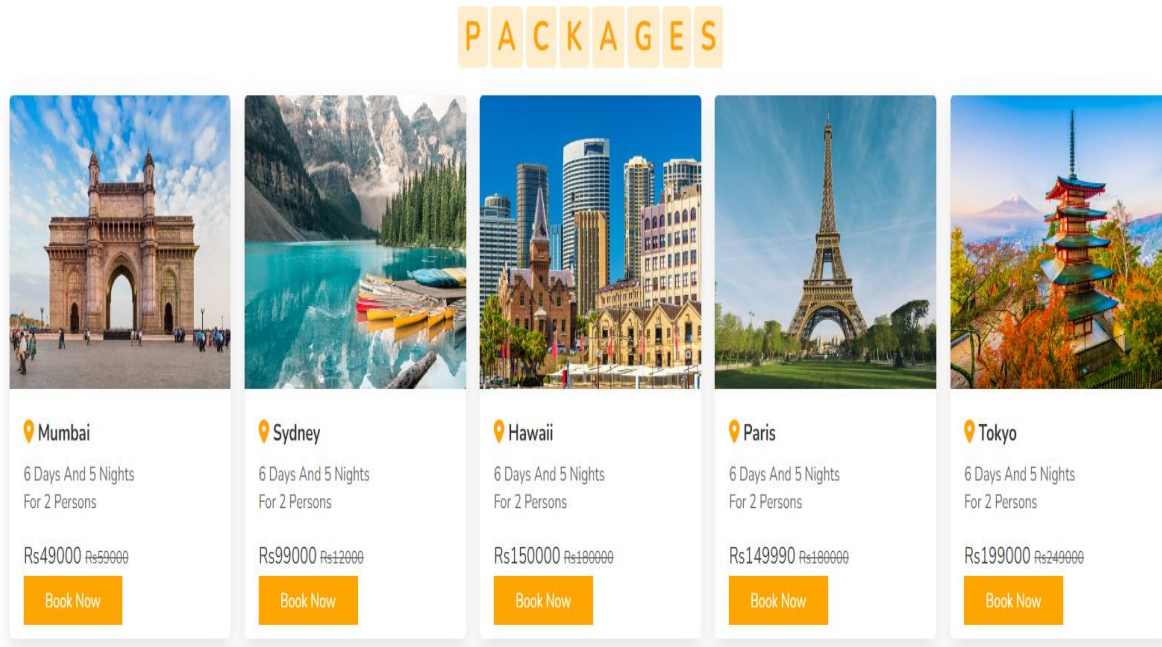 PACKAGES
Mumbai
6 Days And 5 Nights
For 2 Persons
Rs49000 Rs59000
Book Now
Sydney
6 Days And 5 Nights
For 2 Persons
Rs99000 Rs12000
Book Now
Hawaii
6 Days And 5 Nights
For 2 Persons
Rs150000 Rs180000
Book Now
Paris
6 Days And 5 Nights
For 2 Persons
Rs149990 Rs180000
Book Now
Tokyo
6 Days And 5 Nights
For 2 Persons
Rs199000 Rs249000
Book Now